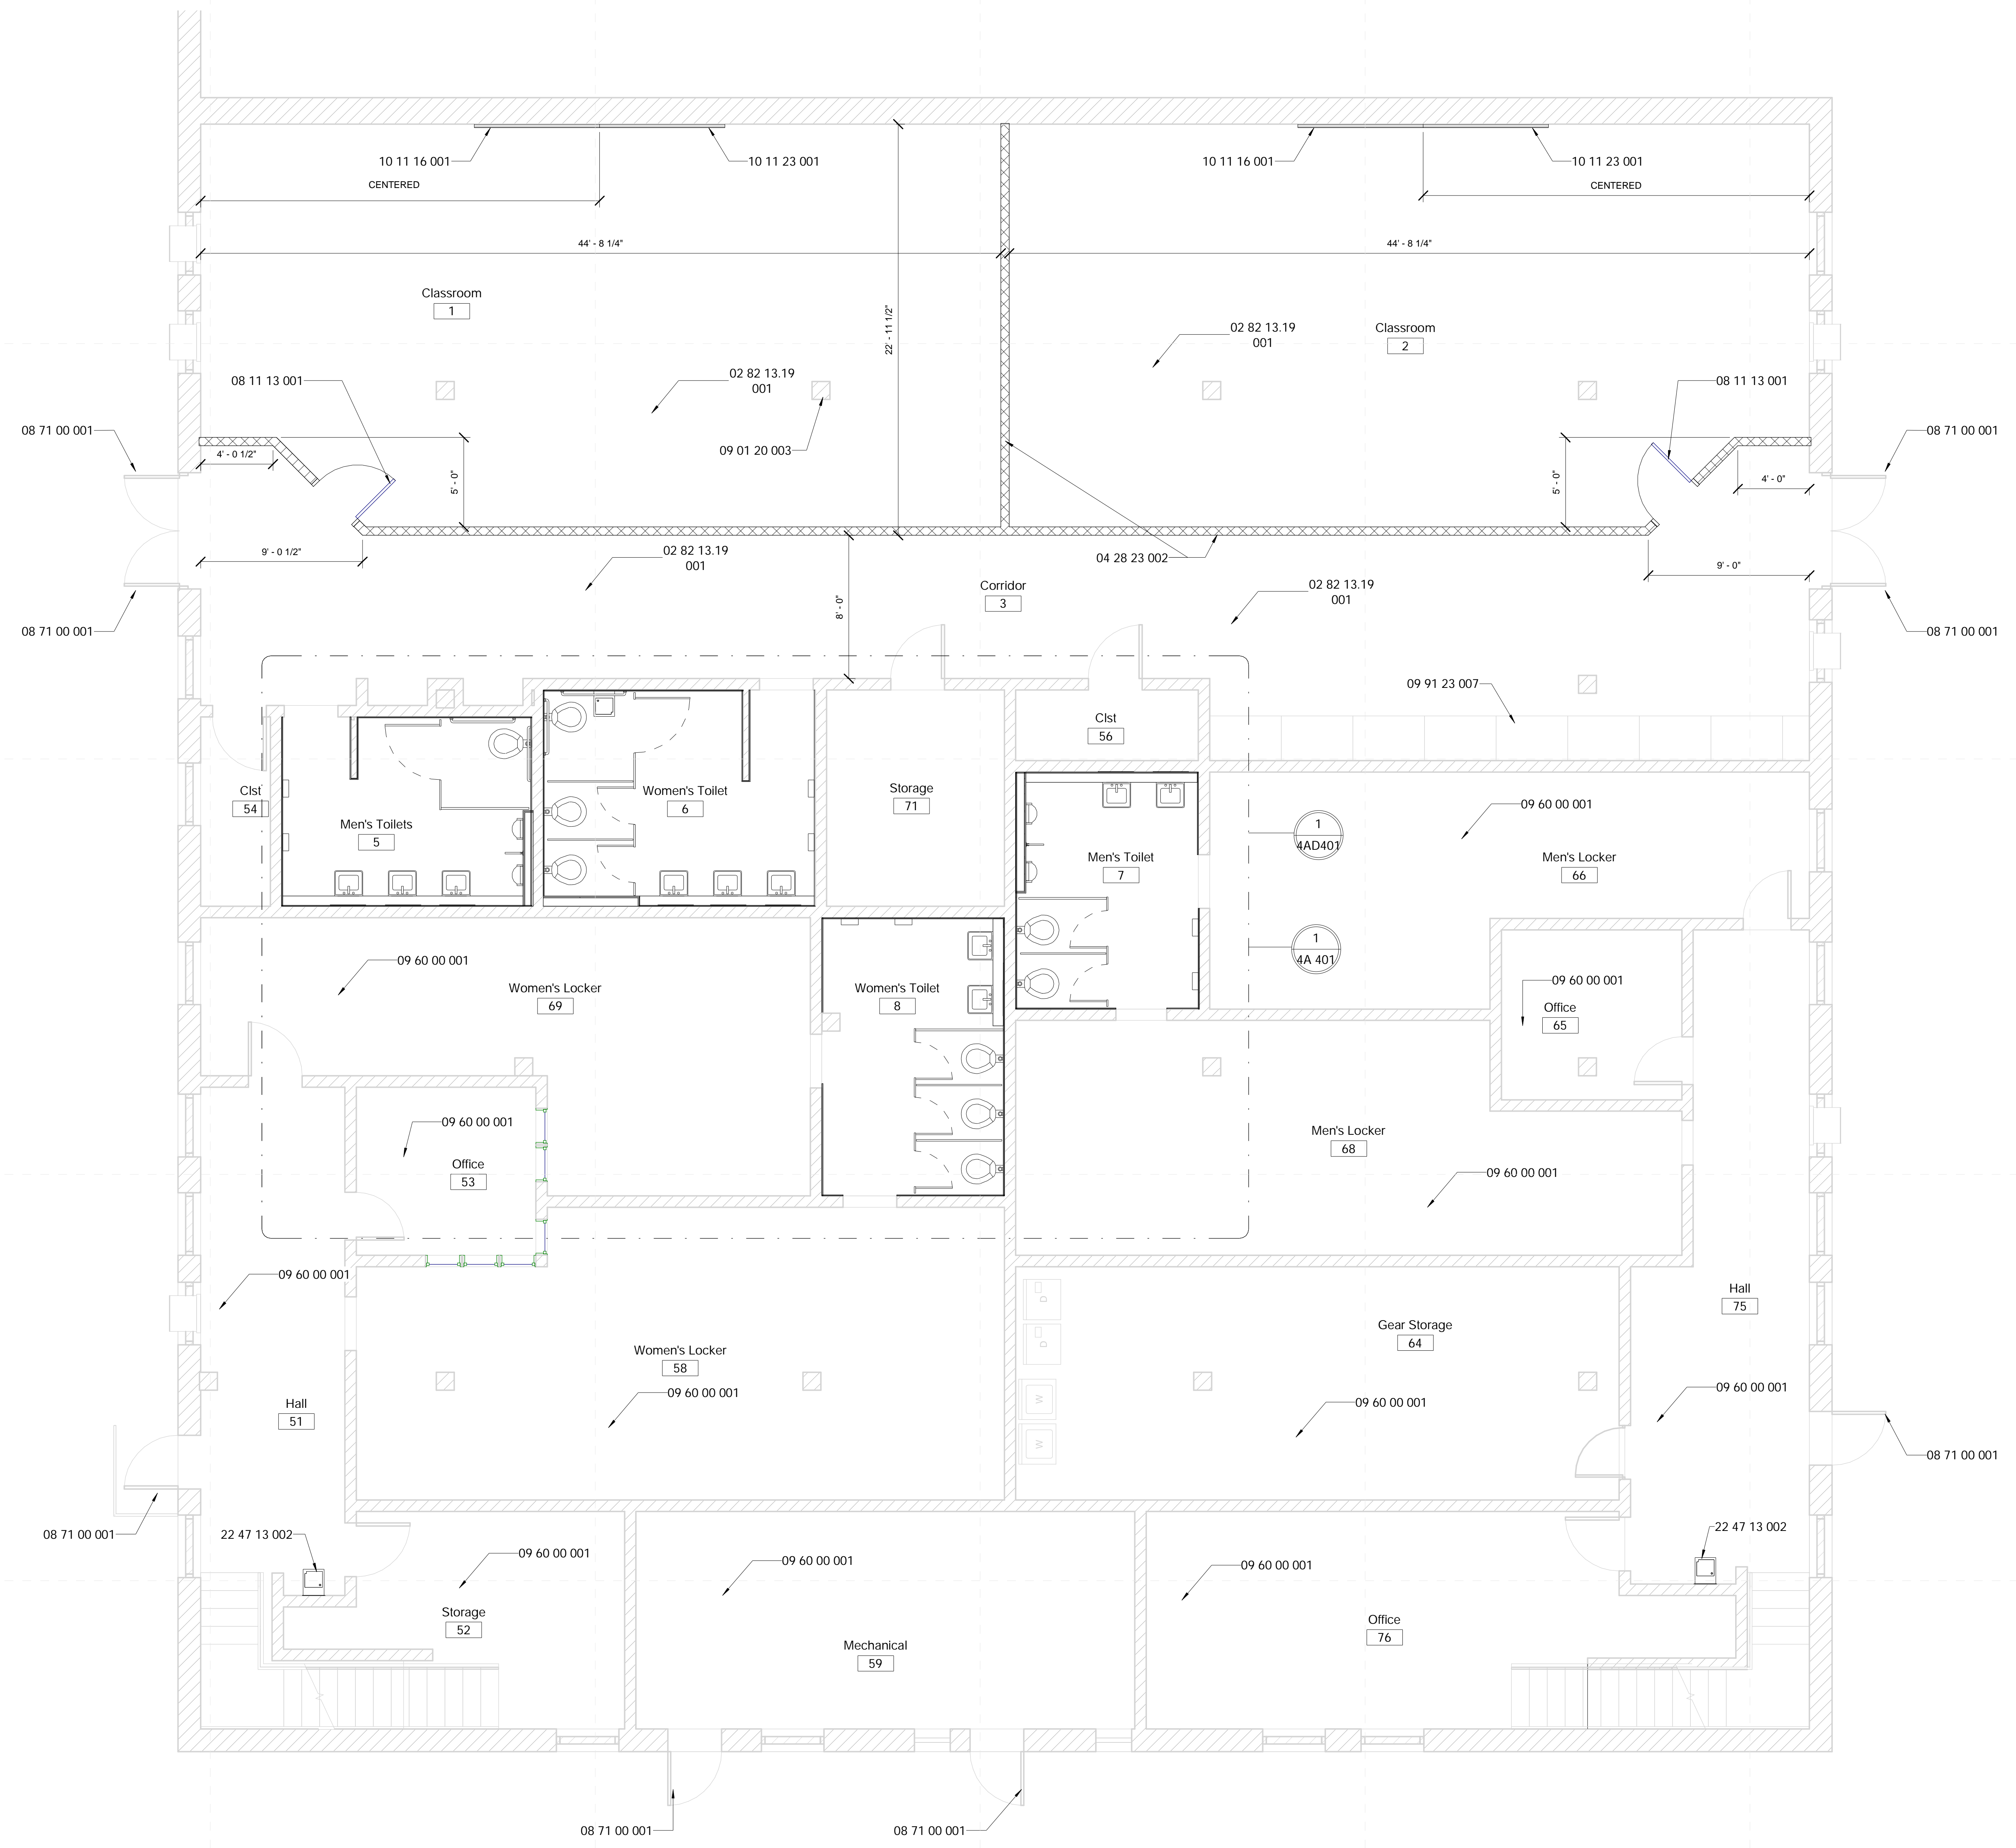 10 11 16 001
10 11 23 001
10 11 16 001
10 11 23 001
CENTERED
CENTERED
44' - 8 1/4"
44' - 8 1/4"
Classroom
1
22' - 11 1/2"
02 82 13.19
001
Classroom
2
08 11 13 001
02 82 13.19
001
08 11 13 001
08 71 00 001
09 01 20 003
08 71 00 001
4' - 0 1/2"
5' - 0"
5' - 0"
4' - 0"
9' - 0 1/2"
02 82 13.19
001
04 28 23 002
9' - 0"
Corridor
3
02 82 13.19
001
8' - 0"
08 71 00 001
08 71 00 001
09 91 23 007
Clst
56
Clst
54
Men's Toilets
5
Women's Toilet
6
Storage
71
09 60 00 001
1
4AD401
Men's Toilet
7
Men's Locker
66
1
4A 401
09 60 00 001
Women's Locker
69
Women's Toilet
8
09 60 00 001
Office
65
09 60 00 001
Office
53
Men's Locker
68
09 60 00 001
09 60 00 001
Hall
75
Gear Storage
64
D
D
Women's Locker
58
09 60 00 001
09 60 00 001
09 60 00 001
Hall
51
W
W
08 71 00 001
08 71 00 001
22 47 13 002
22 47 13 002
09 60 00 001
09 60 00 001
09 60 00 001
Storage
52
Mechanical
59
Office
76
08 71 00 001
08 71 00 001